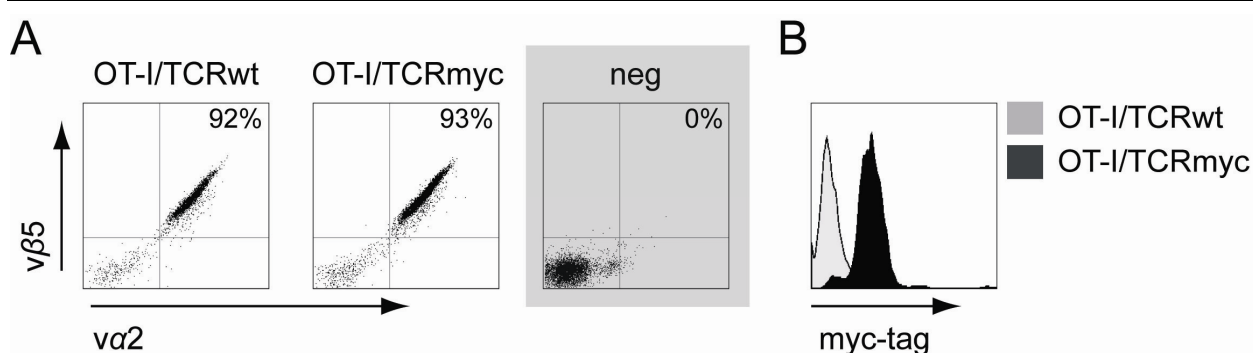 A
B
OT-I/TCRwt
OT-I/TCRmyc
neg
92%
93%
0%
vβ5
vα2
OT-I/TCRwt
OT-I/TCRmyc
myc-tag